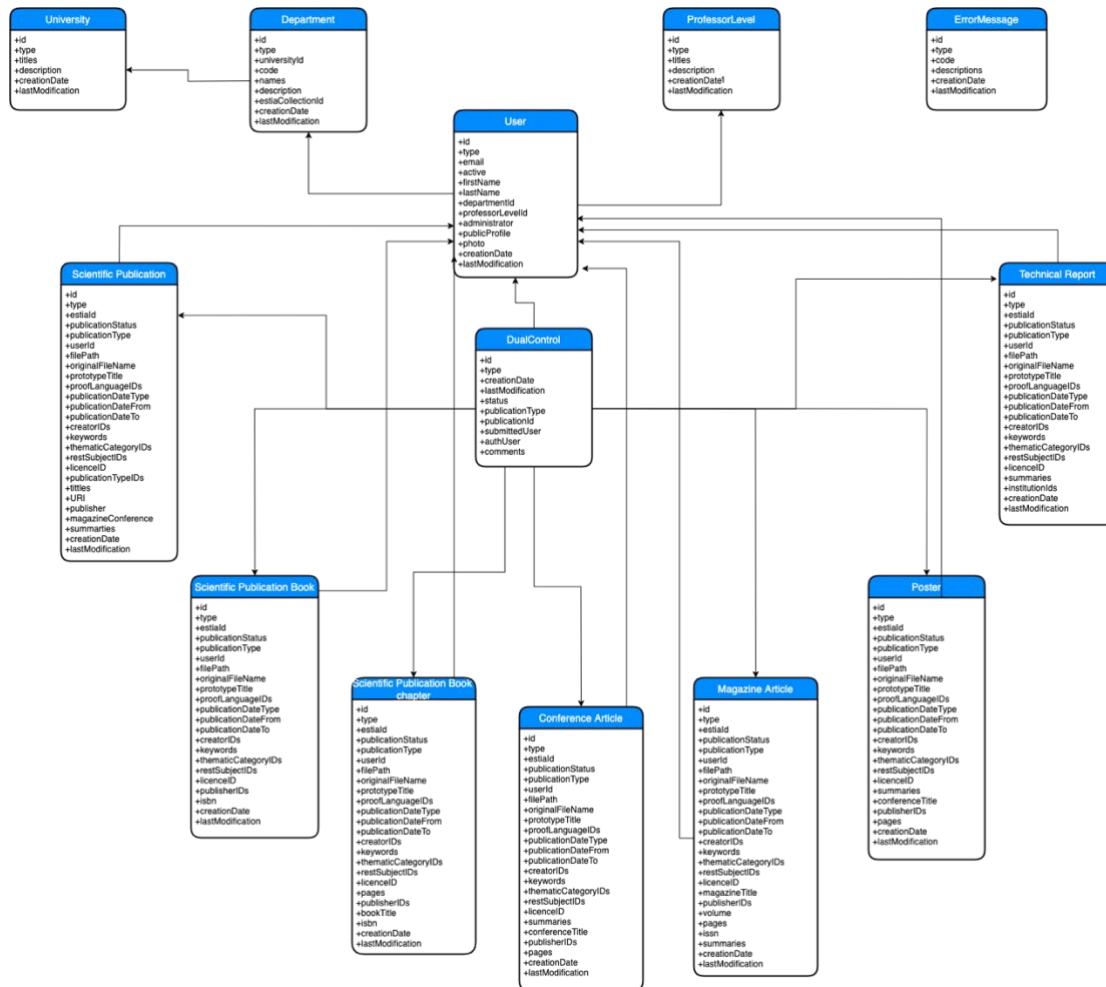 University
+id
+type
+titles
+description
+creationDate
+lastModification
Department
+id
+type
+universityId
+code
+names
+description
+estiaCollectionId
+creationDate
+lastModification
ProfessorLevel
+id
+type
+titles
+description
+creationDate1
+lastModification
ErrorMessage
+id
+type
+code
+descriptions
+creationDate
+lastModification
User
+id
+type
+email
+active
+firstName
+lastName
+departmentId
+professorLevelId
+administrator
+publicProfile
+photo
+creationDate
+lastModification
Scientific Publication
+id
+type
+estiaId
+publicationStatus
+publicationType
+userId
+filePath
+originalFileName
+prototypeTitle
+proofLanguageIDs
+publicationDateType
+publicationDateFrom
+publicationDateTo
+creatorIDs
+keywords
+thematicCategoryIDs
+restSubjectIDs
+licenceID
+publicationTypeIDs
+tittles
+URI
+publisher
+magazineConference
+summarties
+creationDate
+lastModification
DualControl
+id
+type
+creationDate
+lastModification
+status
+publicationType
+publicationId
+submittedUser
+authUser
+comments
Technical Report
+id
+type
+estiaId
+publicationStatus
+publicationType
+userId
+filePath
+originalFileName
+prototypeTitle
+proofLanguageIDs
+publicationDateType
+publicationDateFrom
+publicationDateTo
+creatorIDs
+keywords
+thematicCategoryIDs
+restSubjectIDs
+licenceID
+summaries
+institutionIds
+creationDate
+lastModification
Scientific Publication Book
+id
+type
+estiaId
+publicationStatus
+publicationType
+userId
+filePath
+originalFileName
+prototypeTitle
+proofLanguageIDs
+publicationDateType
+publicationDateFrom
+publicationDateTo
+creatorIDs
+keywords
+thematicCategoryIDs
+restSubjectIDs
+licenceID
+publisherIDs
+isbn
+creationDate
+lastModification
Scientific Publication Book
chapter
+id
+type
+estiaId
+publicationStatus
+publicationType
+userId
+filePath
+originalFileName
+prototypeTitle
+proofLanguageIDs
+publicationDateType
+publicationDateFrom
+publicationDateTo
+creatorIDs
+keywords
+thematicCategoryIDs
+restSubjectIDs
+licenceID
+pages
+publisherIDs
+bookTitle
+isbn
+creationDate
+lastModification
Conference Article
+id
+type
+estiaId
+publicationStatus
+publicationType
+userId
+filePath
+originalFileName
+prototypeTitle
+proofLanguageIDs
+publicationDateType
+publicationDateFrom
+publicationDateTo
+creatorIDs
+keywords
+thematicCategoryIDs
+restSubjectIDs
+licenceID
+summaries
+conferenceTitle
+publisherIDs
+pages
+creationDate
+lastModification
Magazine Article
+id
+type
+estiaId
+publicationStatus
+publicationType
+userId
+filePath
+originalFileName
+prototypeTitle
+proofLanguageIDs
+publicationDateType
+publicationDateFrom
+publicationDateTo
+creatorIDs
+keywords
+thematicCategoryIDs
+restSubjectIDs
+licenceID
+magazineTitle
+publisherIDs
+volume
+pages
+issn
+summaries
+creationDate
+lastModification
Poster
+id
+type
+estiaId
+publicationStatus
+publicationType
+userId
+filePath
+originalFileName
+prototypeTitle
+proofLanguageIDs
+publicationDateType
+publicationDateFrom
+publicationDateTo
+creatorIDs
+keywords
+thematicCategoryIDs
+restSubjectIDs
+licenceID
+summaries
+conferenceTitle
+publisherIDs
+pages
+creationDate
+lastModification